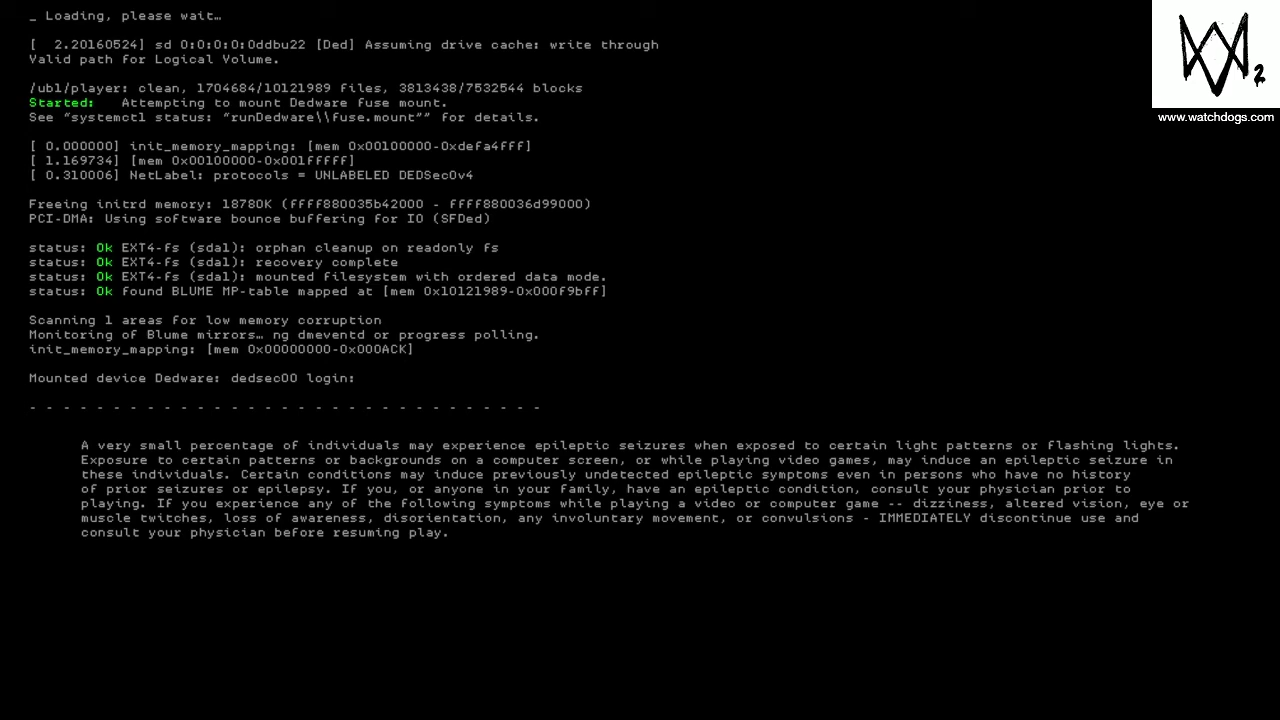 _ Loading, please wait…
[  2.20160524] sd 0:0:0:0:0ddbu22 [Ded] Assuming drive cache: write through
Valid path for Logical Volume.
/ubl/player: clean, 1704684/10121989 files, 3813438/7532544 blocks
Started:   Attempting to mount Dedware fuse mount.
See “systemctl status: “runDedware\\fuse.mount”” for details.
[ 0.000000] init_memory_mapping: [mem 0x00100000-0xdefa4fff]
[ 1.169734] [mem 0x00100000-0x001fffff]
[ 0.310006] NetLabel: protocols = UNLABELED DEDSec0v4
Freeing initrd memory: 18780K (ffff880035b42000 - ffff880036d99000)
PCI-DMA: Using software bounce buffering for IO (SFDed)
status: Ok EXT4-fs (sda1): orphan cleanup on readonly fs
status: Ok EXT4-fs (sda1): recovery complete
status: Ok EXT4-fs (sda1): mounted filesystem with ordered data mode.
status: Ok found BLUME MP-table mapped at [mem 0x10121989-0x000f9bff]
Scanning 1 areas for low memory corruption
Monitoring of Blume mirrors… ng dmeventd or progress polling.
init_memory_mapping: [mem 0x00000000-0x000ACK]
Mounted device Dedware: dedsec00 login:
- - - - - - - - - - - - - - - - - - - - - - - - - - - - - - -
A very small percentage of individuals may experience epileptic seizures when exposed to certain light patterns or flashing lights.
Exposure to certain patterns or backgrounds on a computer screen, or while playing video games, may induce an epileptic seizure in
these individuals. Certain conditions may induce previously undetected epileptic symptoms even in persons who have no history
of prior seizures or epilepsy. If you, or anyone in your family, have an epileptic condition, consult your physician prior to
playing. If you experience any of the following symptoms while playing a video or computer game -- dizziness, altered vision, eye or
muscle twitches, loss of awareness, disorientation, any involuntary movement, or convulsions - IMMEDIATELY discontinue use and
consult your physician before resuming play.
2
www.watchdogs.com